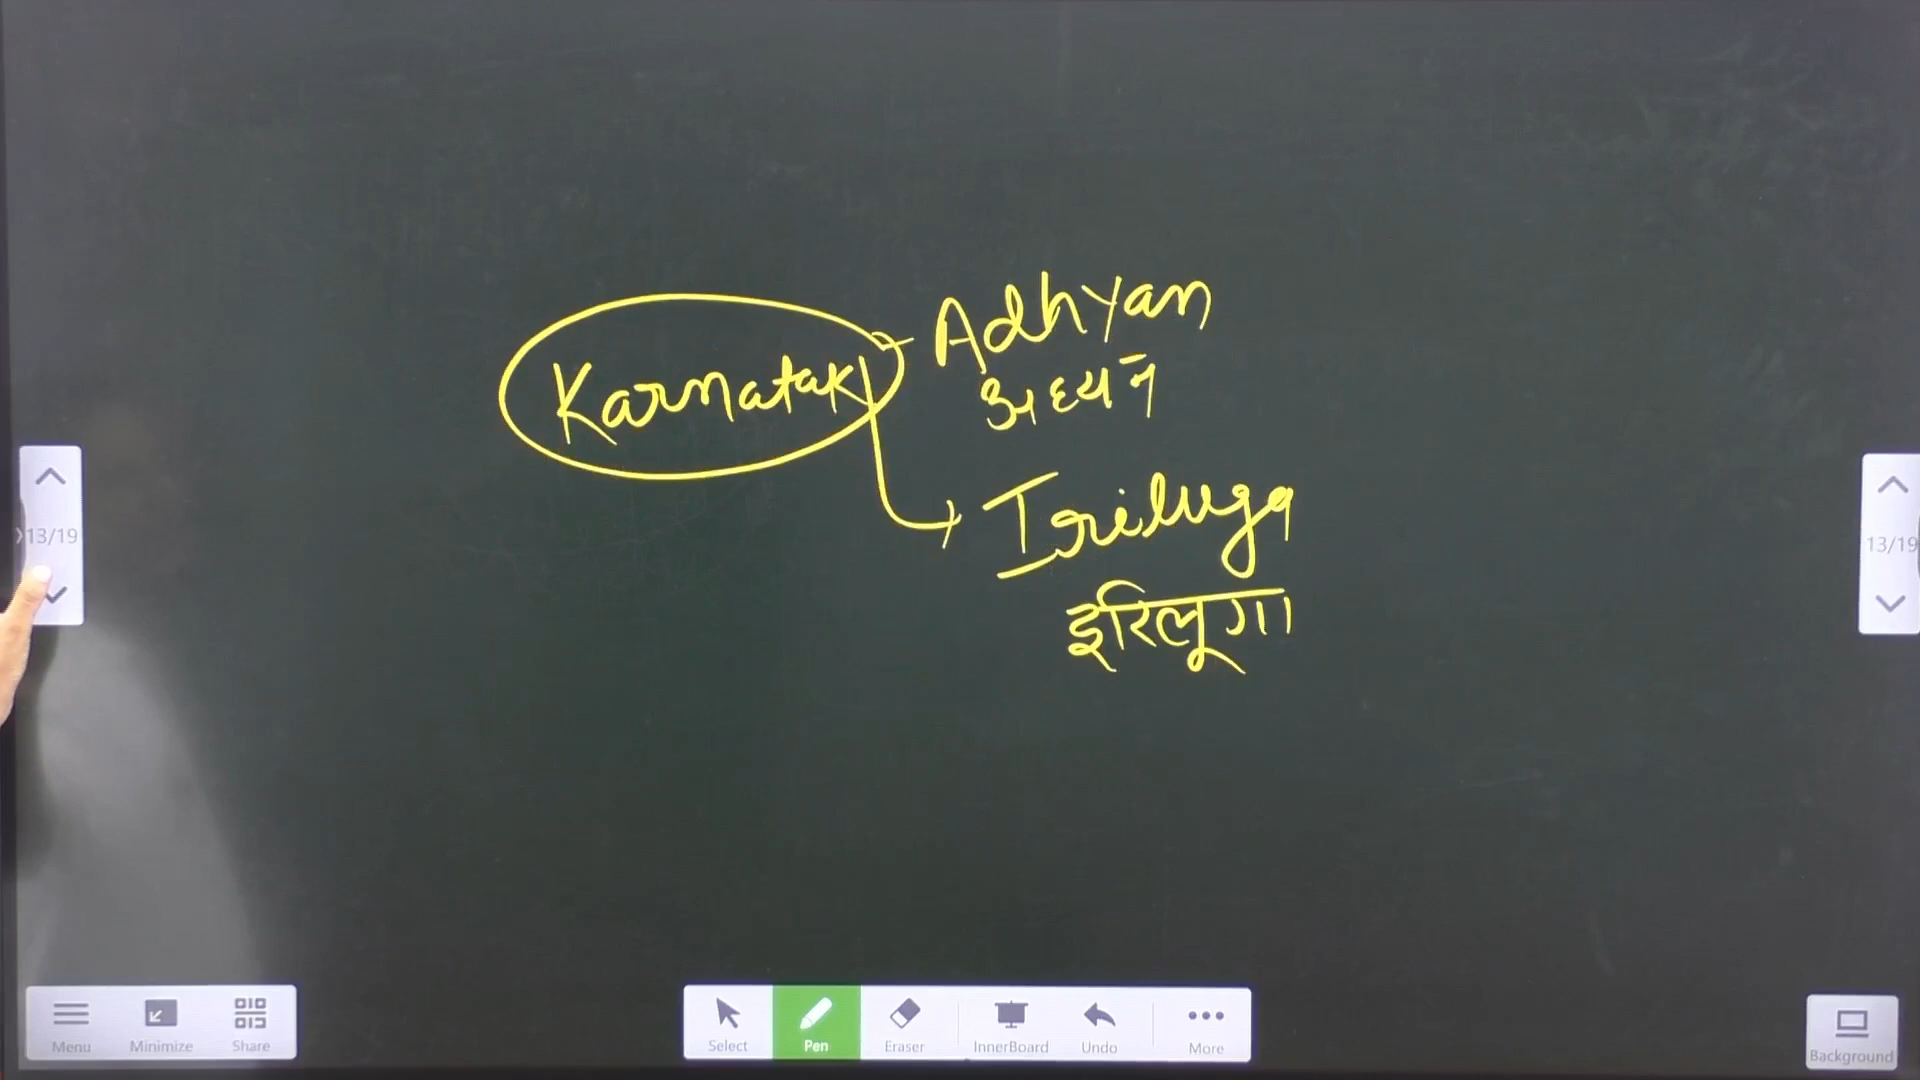 Karnataka
Adhyan
अध्यन
Iriluga
इरिलूगा
13/19
13/19
Menu
Minimize
Share
Select
Pen
Eraser
InnerBoard
Undo
More
Background